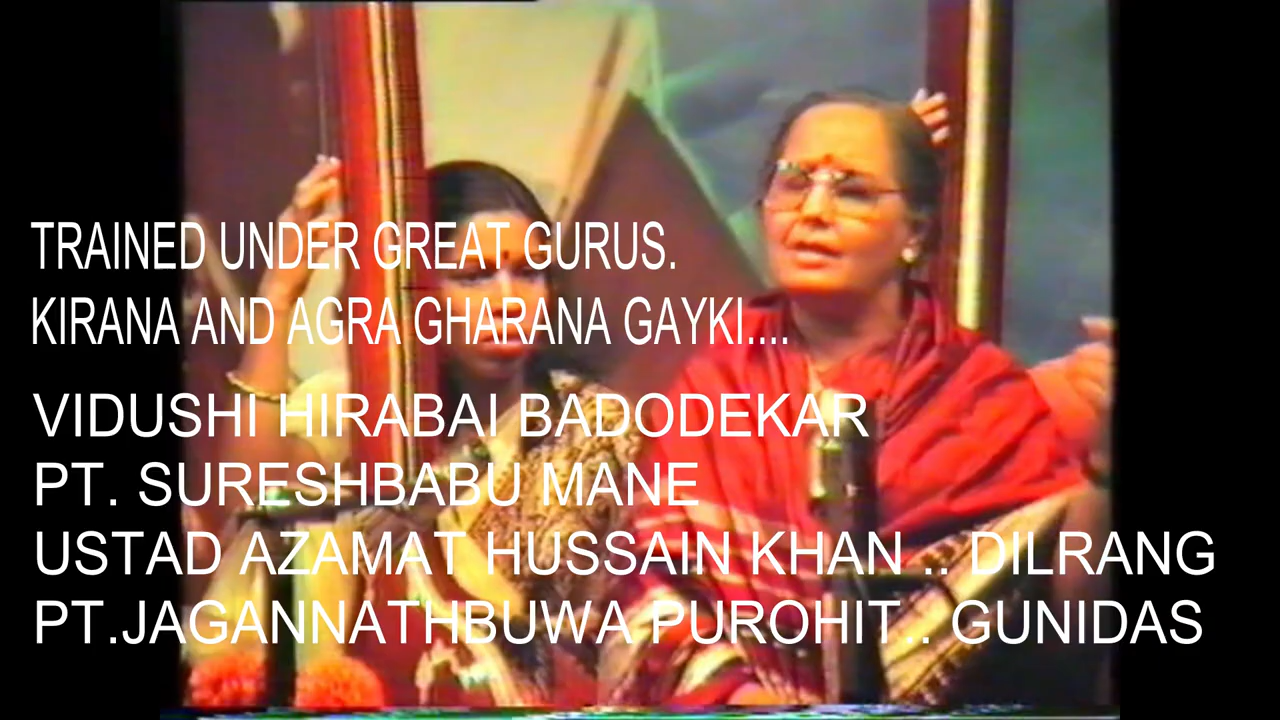 TRAINED UNDER GREAT GURUS.
KIRANA AND AGRA GHARANA GAYKI....
VIDUSHI HIRABAI BADODEKAR
PT. SURESHBABU MANE
USTAD AZAMAT HUSSAIN KHAN .. DILRANG
PT.JAGANNATHBUWA PUROHIT.. GUNIDAS